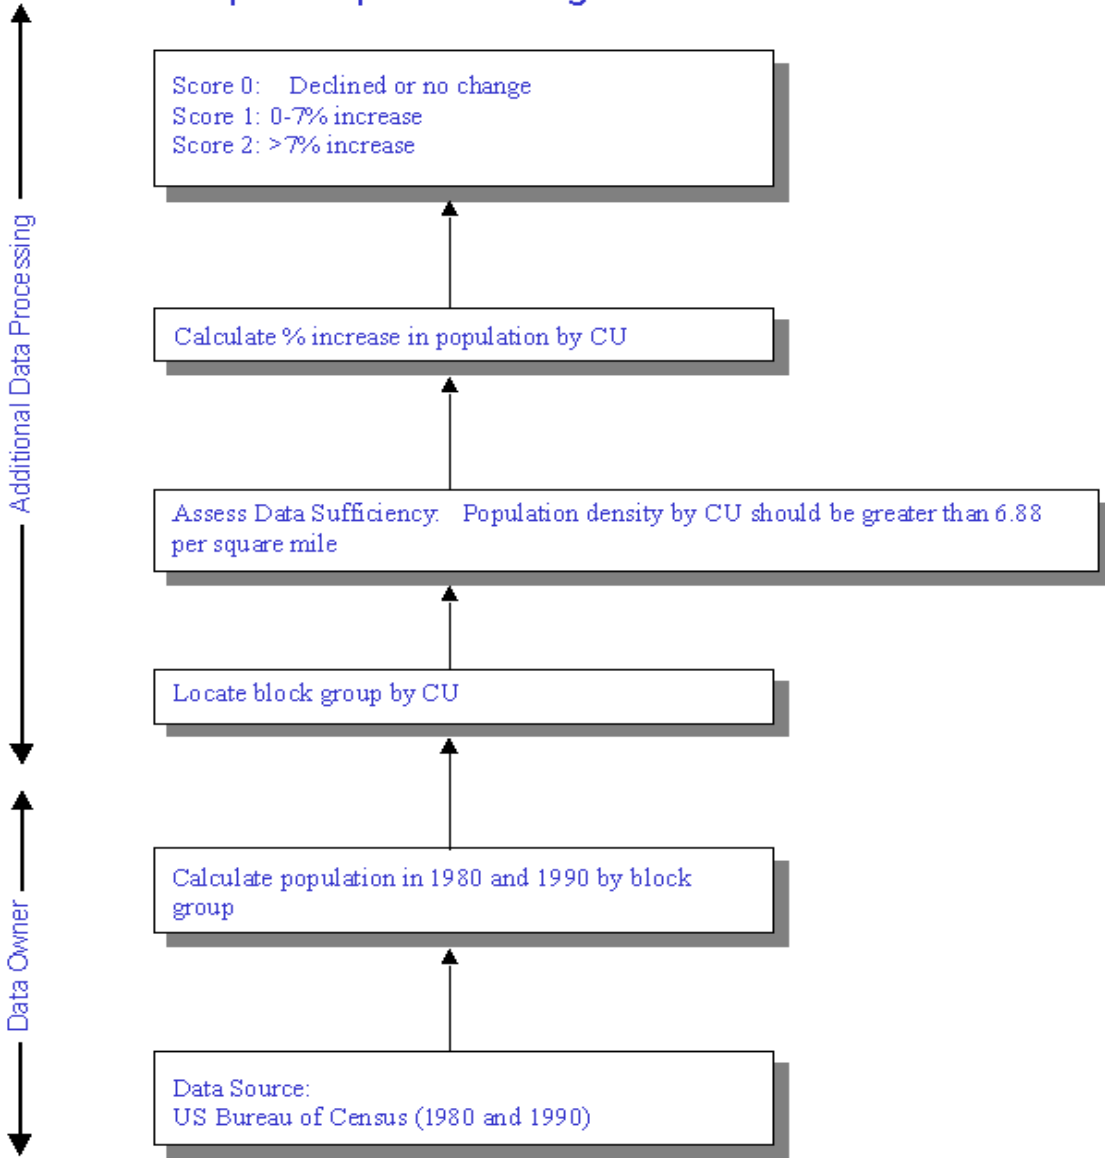 Score 0: Declined or no change
Score 1: 0-7% increase
Score 2: >7% increase
Calculate % increase in population by CU
Assess Data Sufficiency: Population density by CU should be greater than 6.88
per square mile
Locate block group by CU
Calculate population in 1980 and 1990 by block
group
Data Source:
US Bureau of Census (1980 and 1990)
Additional Data Processing
Data Owner